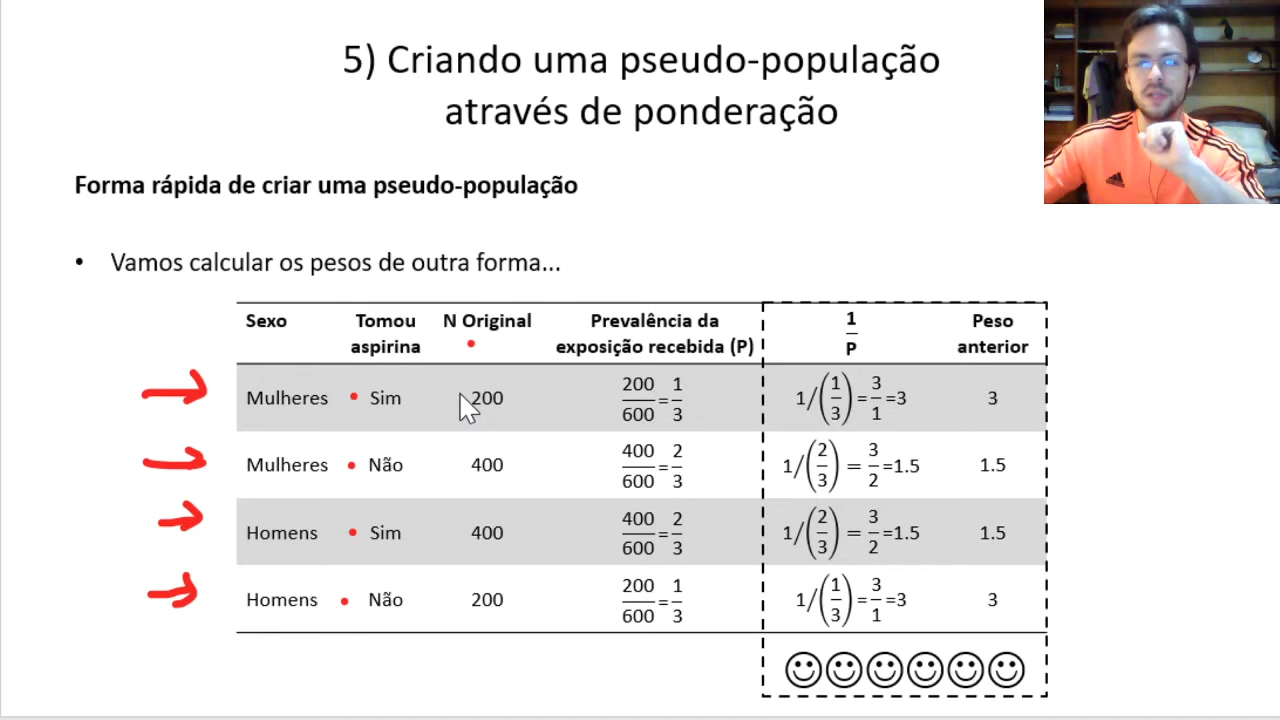 5) Criando uma pseudo-população
através de ponderação
Forma rápida de criar uma pseudo-população
• Vamos calcular os pesos de outra forma...
Sexo Tomou aspirina N Original Prevalência da exposição recebida (P) 1/P Peso anterior
Mulheres Sim 200 200/600=1/3 1/(1/3)=3/1=3 3
Mulheres Não 400 400/600=2/3 1/(2/3)=3/2=1.5 1.5
Homens Sim 400 400/600=2/3 1/(2/3)=3/2=1.5 1.5
Homens Não 200 200/600=1/3 1/(1/3)=3/1=3 3